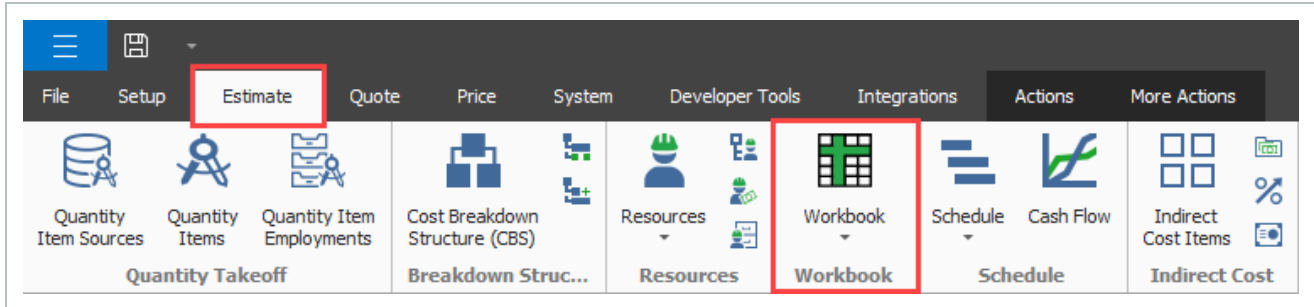 File Setup Estimate Quote Price System Developer Tools Integrations Actions More Actions
Quantity Quantity Quantity Item Cost Breakdown Resources Workbook Schedule Cash Flow Indirect
Item Sources Items Employments Structure (CBS) Cost Items
Quantity Takeoff Breakdown Struc... Resources Workbook Schedule Indirect Cost